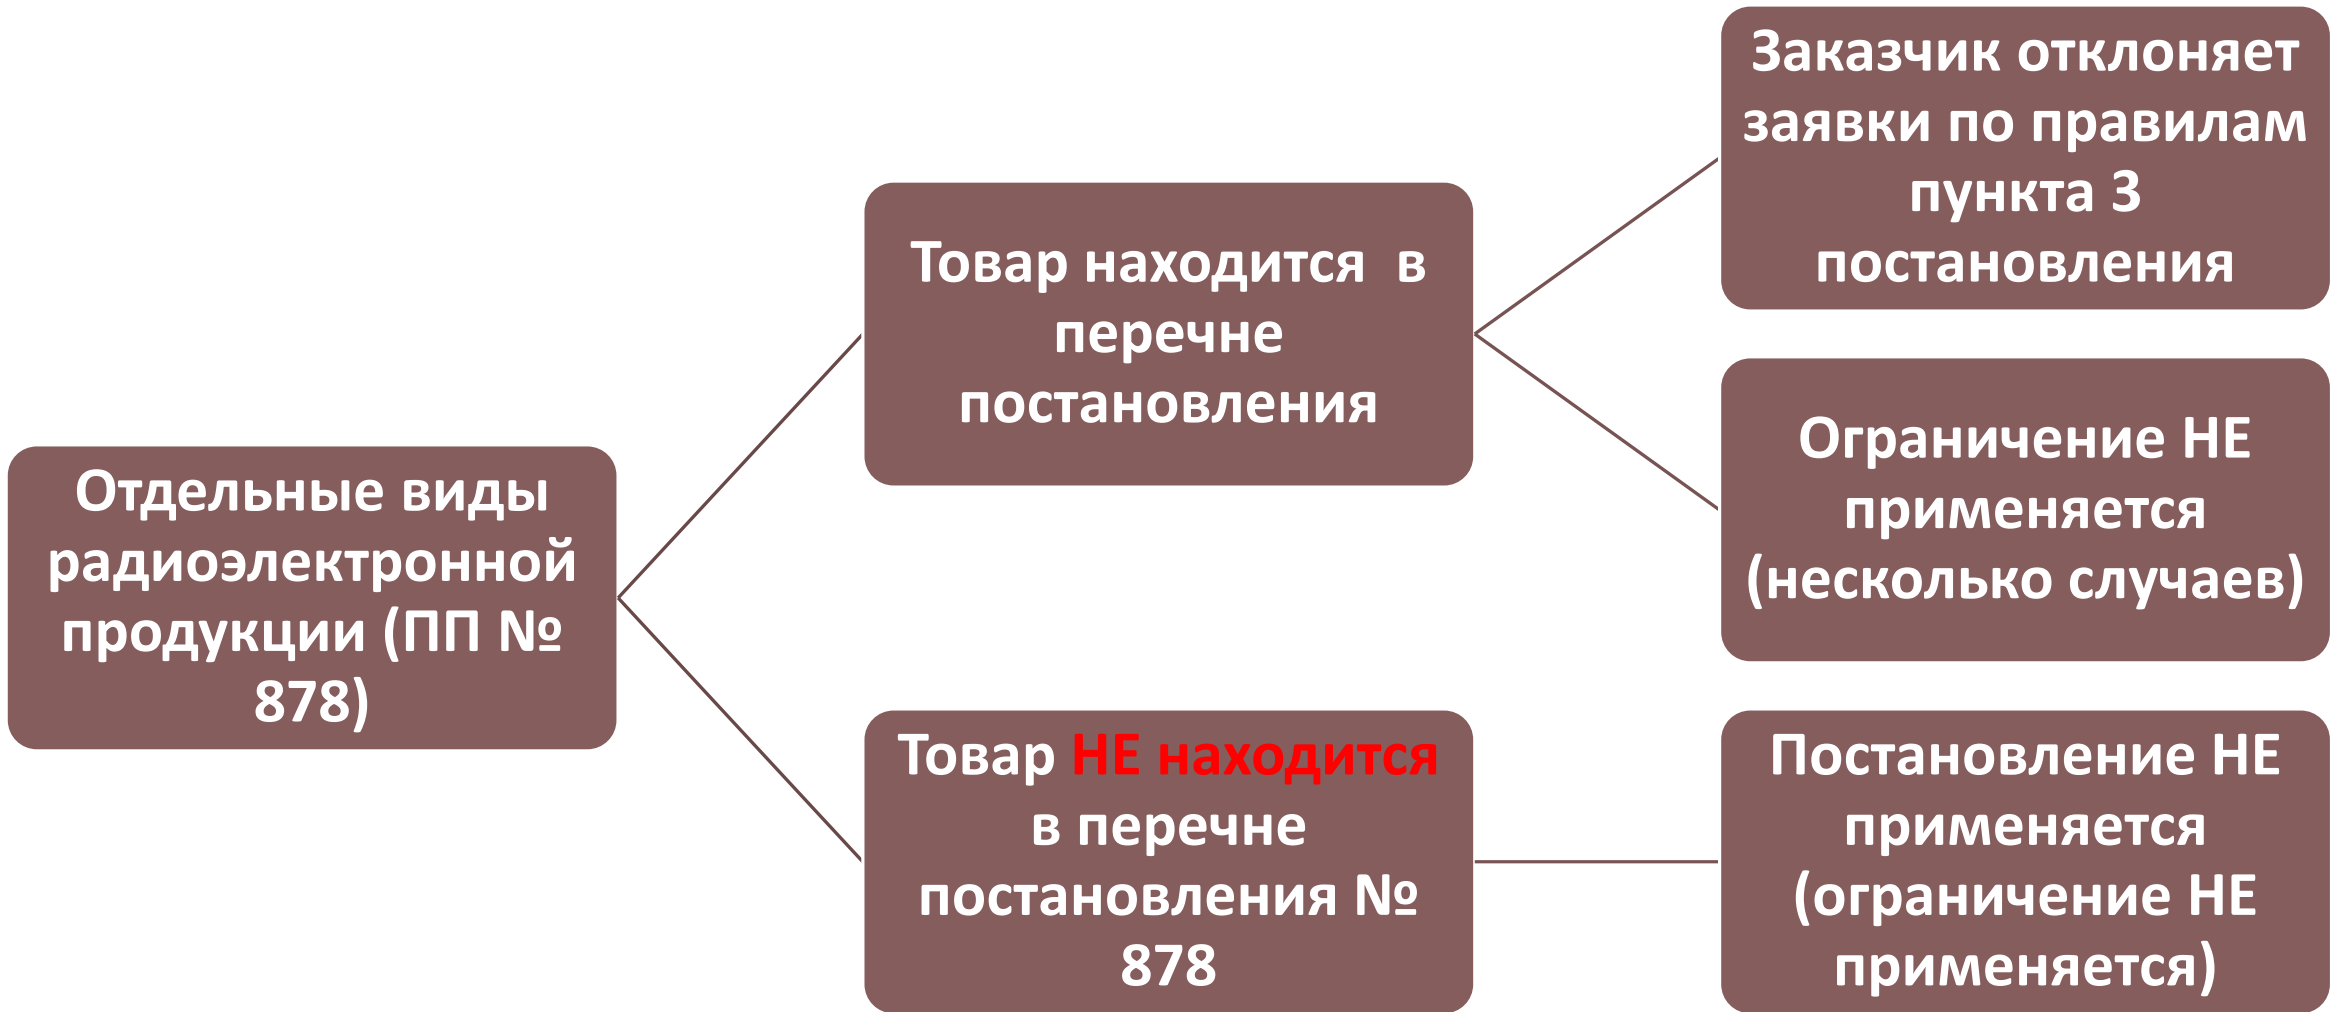 Отдельные виды
радиоэлектронной
продукции (ПП №
878)
Товар находится  в
перечне
постановления
Заказчик отклоняет
заявки по правилам
пункта 3
постановления
Ограничение НЕ
применяется
(несколько случаев)
Товар НЕ находится
в перечне
постановления №
878
Постановление НЕ
применяется
(ограничение НЕ
применяется)